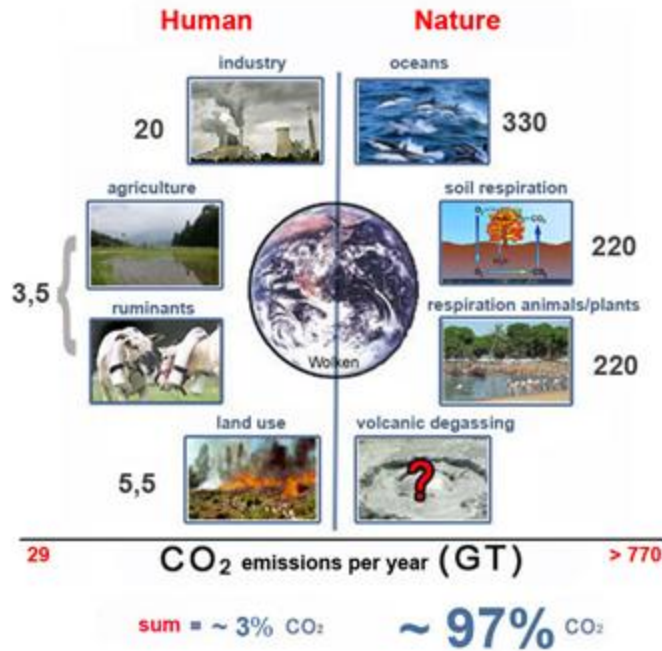 Human Nature
industry oceans
20 330
agriculture soil respiration
220
3,5
ruminants respiration animals/plants
Wolken 220
land use volcanic degassing
5,5 ?
29 CO₂ emissions per year (GT) > 770
sum = ~ 3% CO₂ ~ 97% CO₂